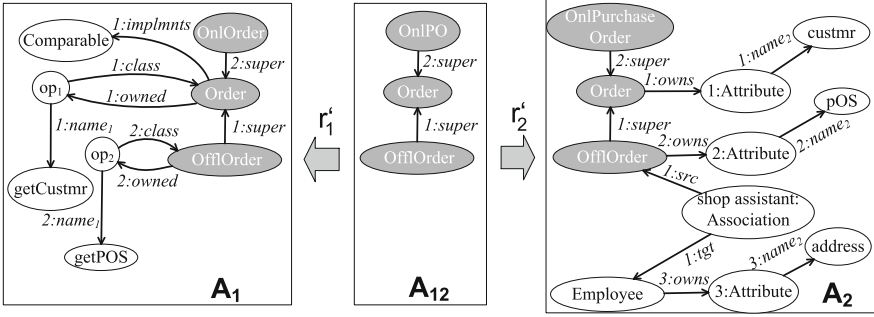 1:implmnts
OnlOrder
Comparable
2:super
1:class
op1
Order
1:owned
1:super
1:name1
2:class
op2
OfflOrder
2:owned
getCustmr
2:name1
getPOS
A1
r1‘
OnlPO
2:super
Order
1:super
OfflOrder
A12
r2‘
OnlPurchase
Order
custmr
1:name2
2:super
Order
1:owns
1:Attribute
pOS
1:super
2:owns
2:name2
OfflOrder
2:Attribute
1:src
shop assistant:
Association
1:tgt
3:name2
address
Employee
3:owns
3:Attribute
A2